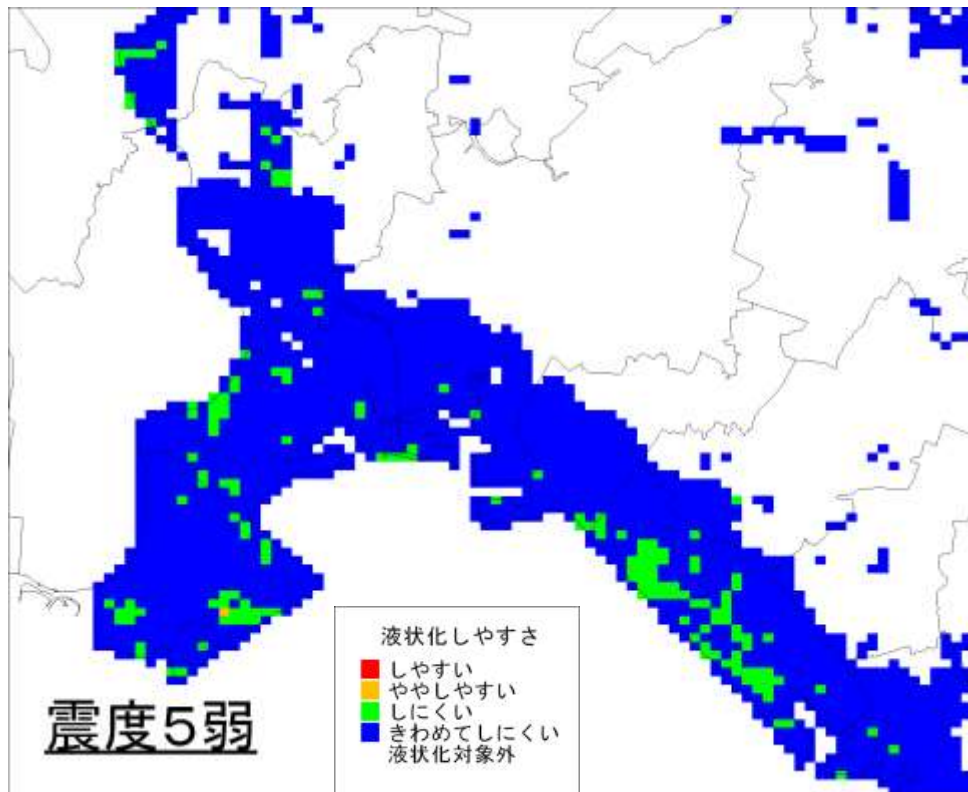 液状化しやすさ
しやすい
ややしやすい
しにくい
きわめてしにくい
液状化対象外
震度5弱